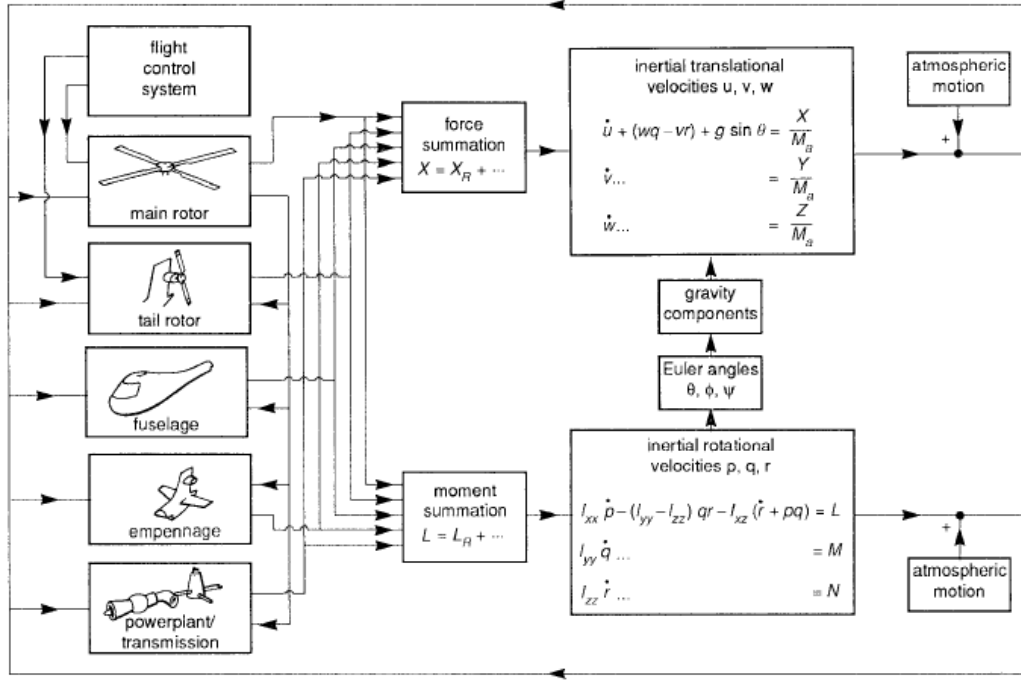 flight
control
system
main rotor
tail rotor
fuselage
empennage
powerplant/
transmission
force
summation
X = X_R + ···
moment
summation
L = L_R + ···
inertial translational
velocities u, v, w
u̇ + (wq – vr) + g sin θ = X/M_a
v̇... = Y/M_a
ẇ... = Z/M_a
gravity
components
Euler angles
θ, ϕ, ψ
inertial rotational
velocities p, q, r
I_xx ṗ – (I_yy – I_zz) qr – I_xz (ṙ + pq) = L
I_yy q̇ ... = M
I_zz ṙ ... = N
atmospheric
motion
+
+
atmospheric
motion